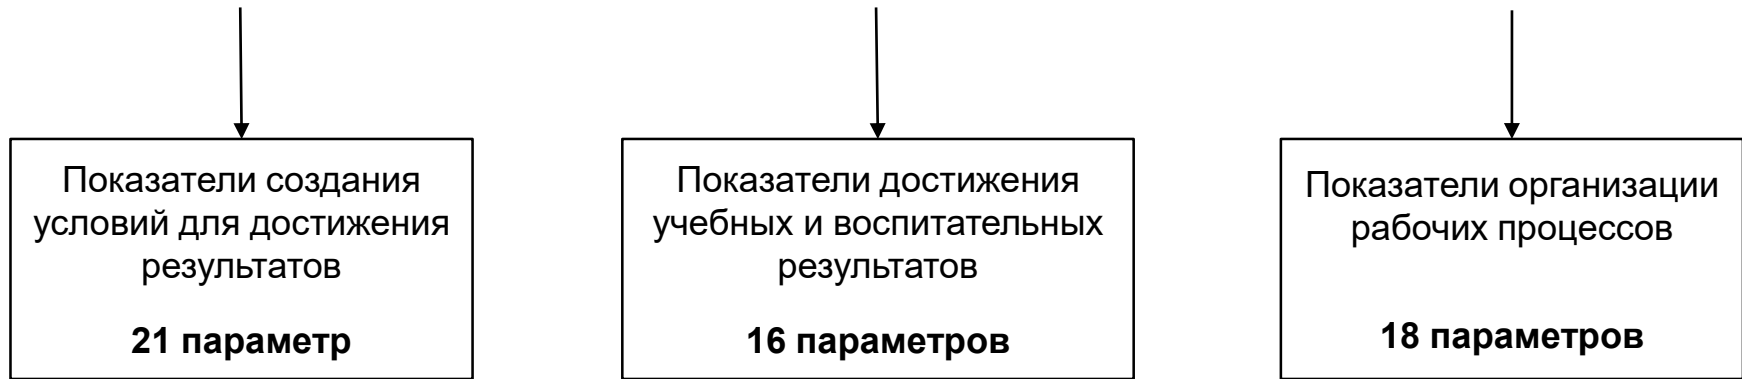 Показатели создания
условий для достижения
результатов
21 параметр
Показатели достижения
учебных и воспитательных
результатов
16 параметров
Показатели организации
рабочих процессов
18 параметров